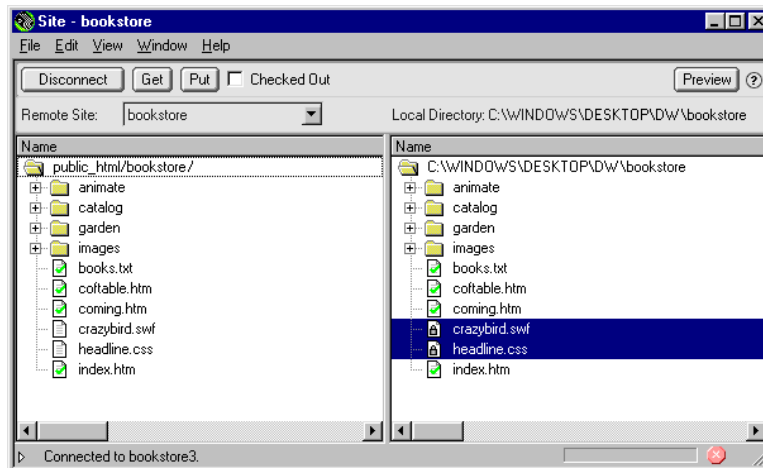 Site - bookstore
File Edit View Window Help
Disconnect Get Put Checked Out Preview ?
Remote Site: bookstore Local Directory: C:\WINDOWS\DESKTOP\DW\bookstore
Name Name
public_html/bookstore/ C:\WINDOWS\DESKTOP\DW\bookstore
animate animate
catalog catalog
garden garden
images images
books.txt books.txt
coftable.htm coftable.htm
coming.htm coming.htm
crazybird.swf crazybird.swf
headline.css headline.css
index.htm index.htm
Connected to bookstore3.